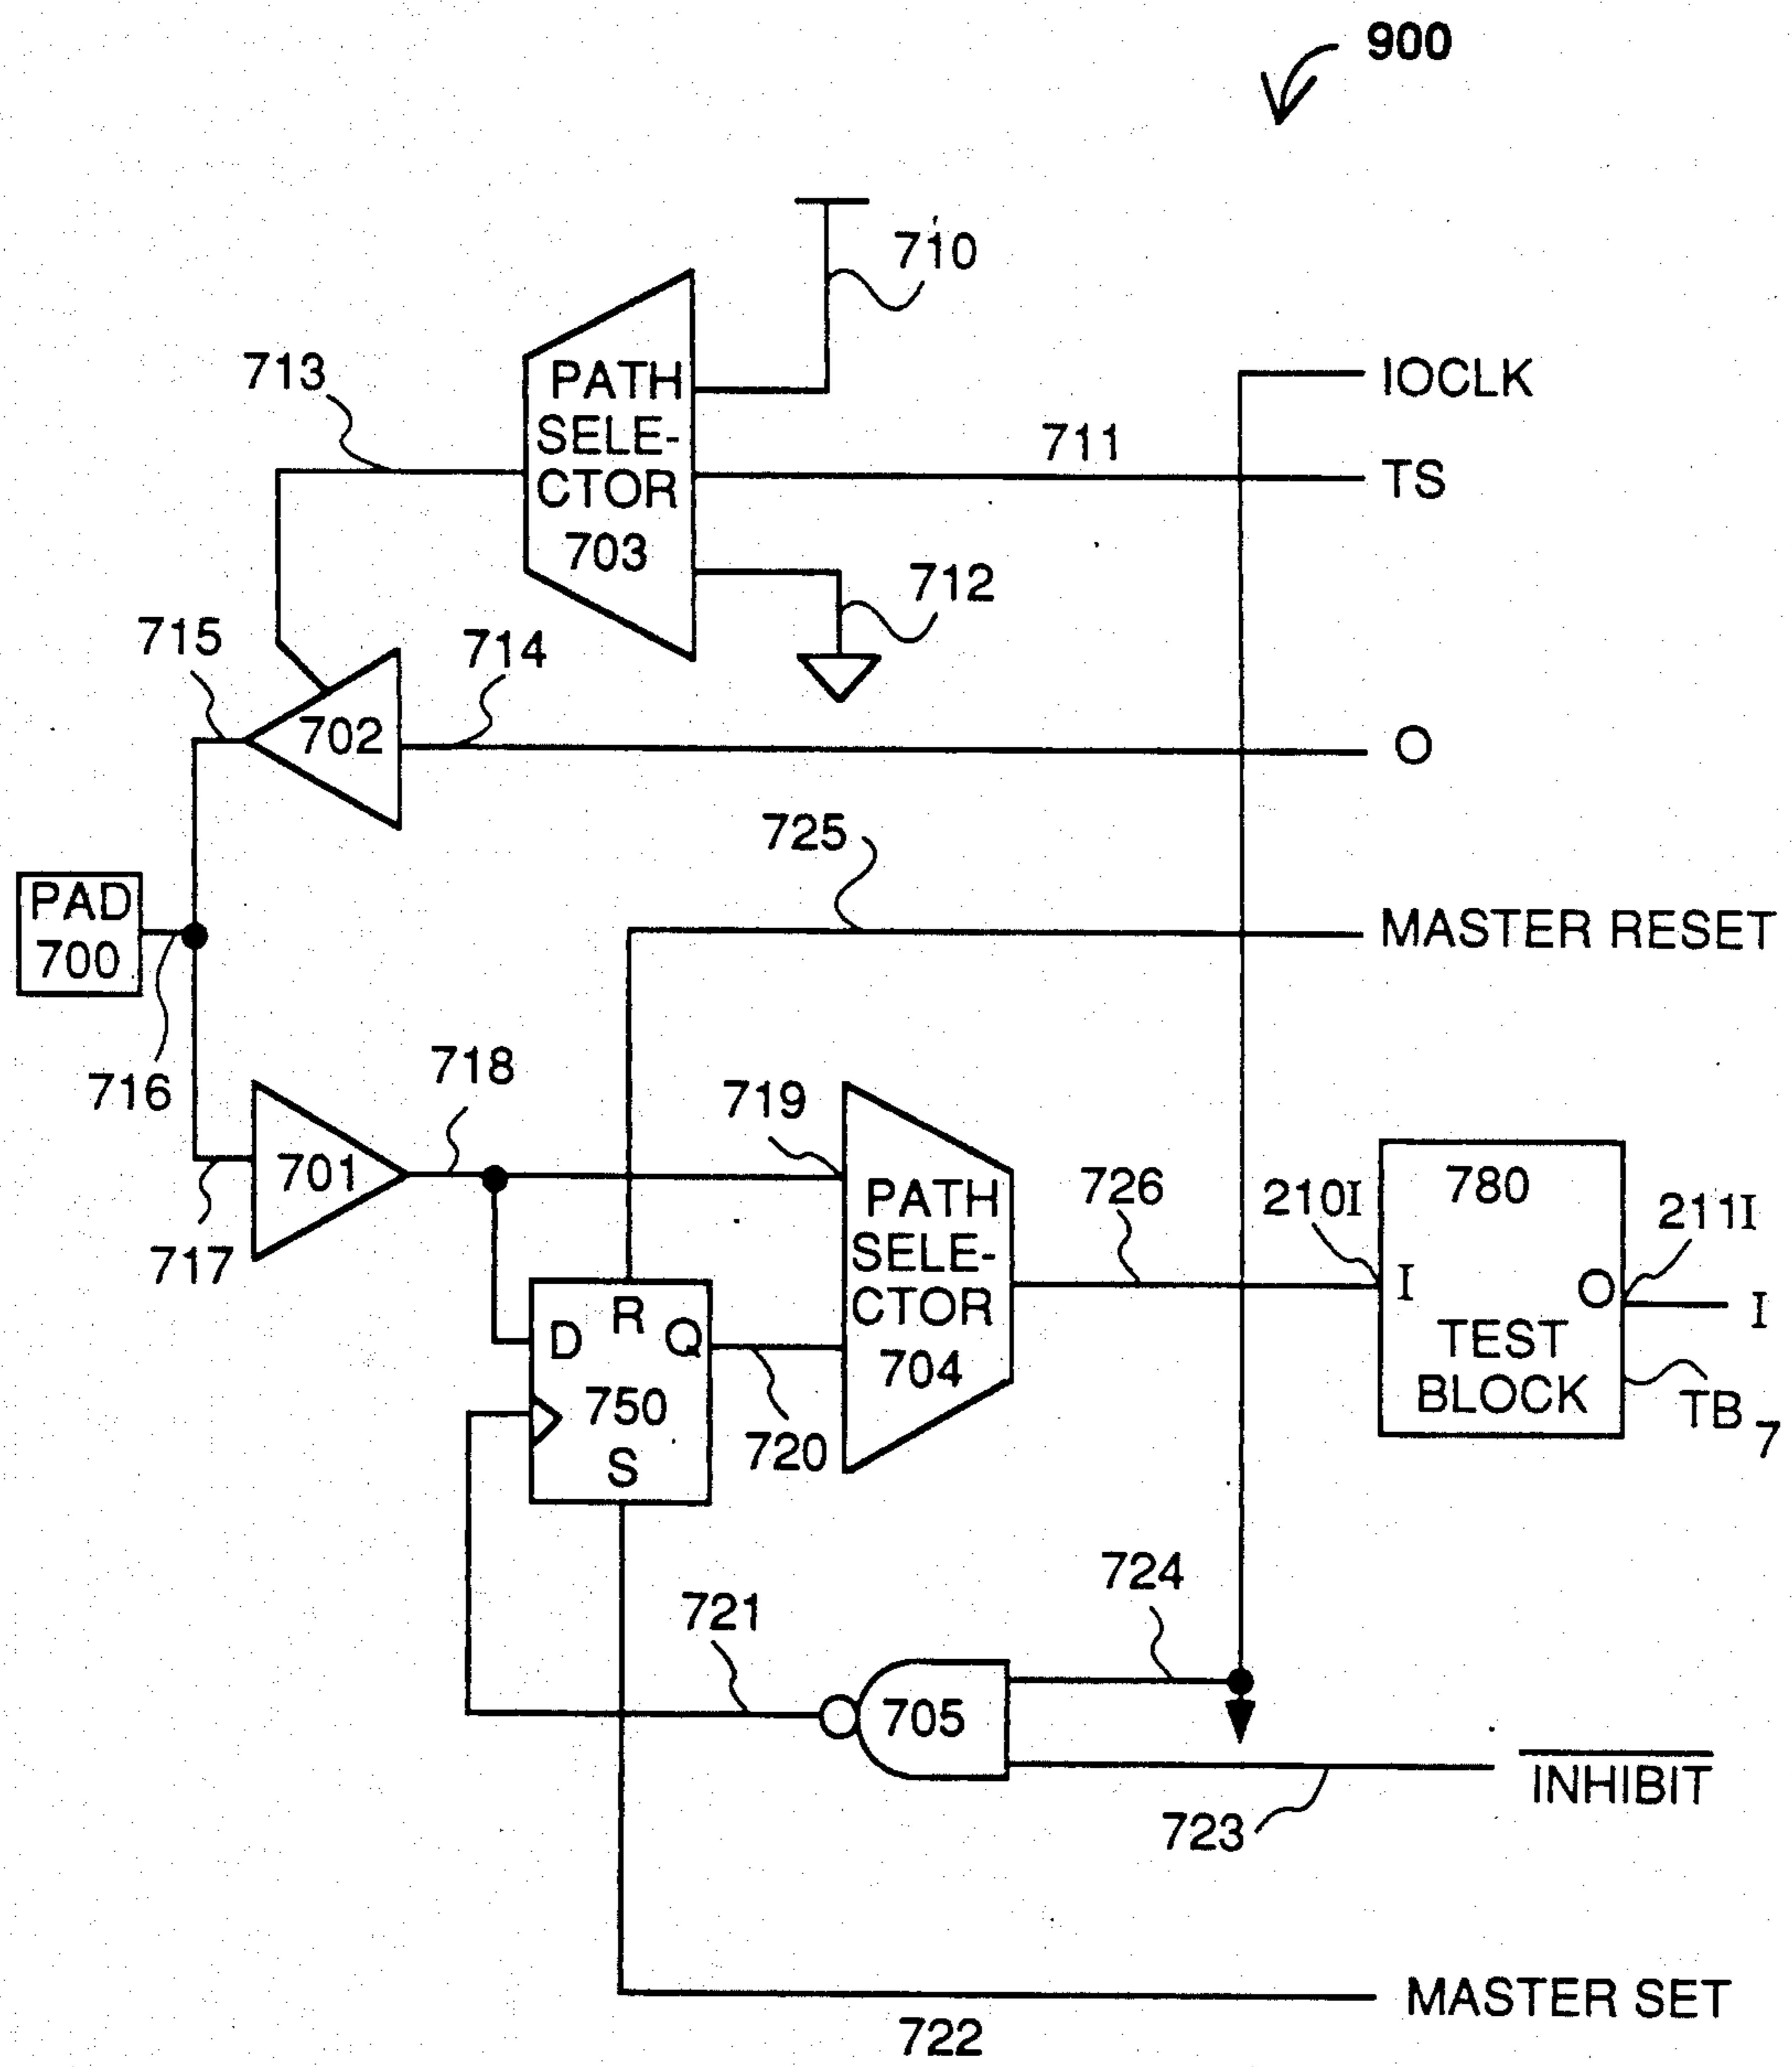 900
710
713
PATH
SELE-
CTOR
703
IOCLK
711
TS
712
715
714
702
O
725
PAD
700
MASTER RESET
716
718
719
701
717
PATH
SELE-
CTOR
704
726
210I
780
211I
I
O
I
TEST
BLOCK
TB 7
R
D
Q
750
S
720
724
721
705
INHIBIT
723
MASTER SET
722